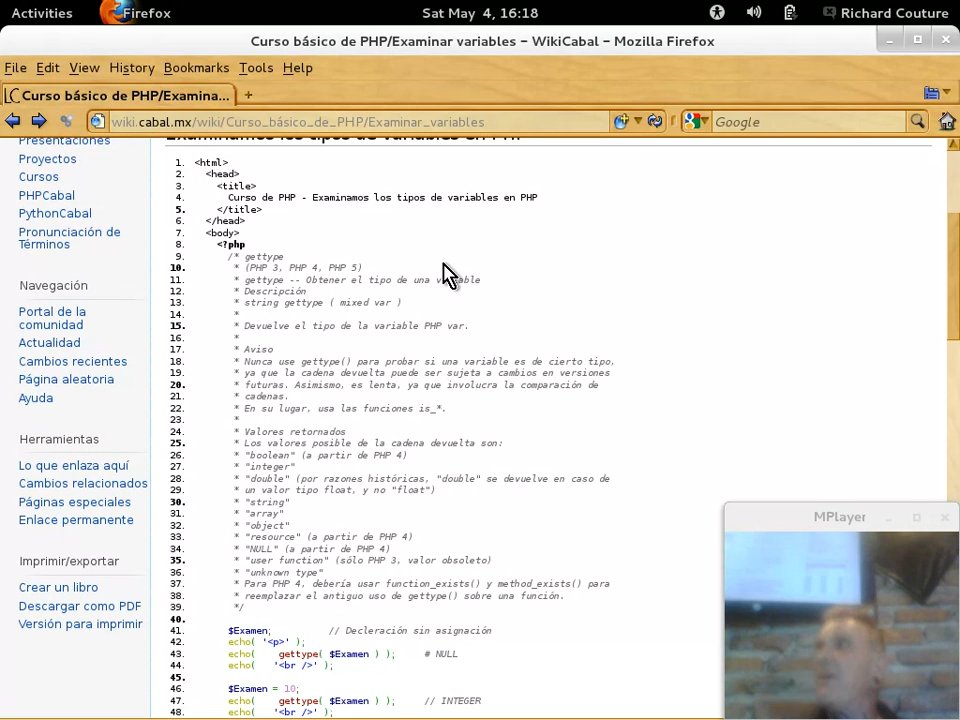 Activities Firefox Sat May 4, 16:18 Richard Couture
Curso básico de PHP/Examinar variables - WikiCabal - Mozilla Firefox
File Edit View History Bookmarks Tools Help
Curso básico de PHP/Examina... +
wiki.cabal.mx/wiki/Curso_básico_de_PHP/Examinar_variables Google
Presentaciones
Proyectos
Cursos
PHPCabal
PythonCabal
Pronunciación de
Términos
Navegación
Portal de la
comunidad
Actualidad
Cambios recientes
Página aleatoria
Ayuda
Herramientas
Lo que enlaza aquí
Cambios relacionados
Páginas especiales
Enlace permanente
Imprimir/exportar
Crear un libro
Descargar como PDF
Versión para imprimir
Examinamos los tipos de variables en PHP
1. <html>
2. <head>
3. <title>
4. Curso de PHP - Examinamos los tipos de variables en PHP
5. </title>
6. </head>
7. <body>
8. <?php
9. /* gettype
10. * (PHP 3, PHP 4, PHP 5)
11. * gettype -- Obtener el tipo de una variable
12. * Descripción
13. * string gettype ( mixed var )
14. *
15. * Devuelve el tipo de la variable PHP var.
16. *
17. * Aviso
18. * Nunca use gettype() para probar si una variable es de cierto tipo,
19. * ya que la cadena devuelta puede ser sujeta a cambios en versiones
20. * futuras. Asimismo, es lenta, ya que involucra la comparación de
21. * cadenas.
22. * En su lugar, usa las funciones is_*.
23. *
24. * Valores retornados
25. * Los valores posible de la cadena devuelta son:
26. * "boolean" (a partir de PHP 4)
27. * "integer"
28. * "double" (por razones históricas, "double" se devuelve en caso de
29. * un valor tipo float, y no "float")
30. * "string"
31. * "array"
32. * "object"
33. * "resource" (a partir de PHP 4)
34. * "NULL" (a partir de PHP 4)
35. * "user function" (sólo PHP 3, valor obsoleto)
36. * "unknown type"
37. * Para PHP 4, debería usar function_exists() y method_exists() para
38. * reemplazar el antiguo uso de gettype() sobre una función.
39. */
40.
41. $Examen; // Decleración sin asignación
42. echo( '<p>' );
43. echo( gettype( $Examen ) ); # NULL
44. echo( '<br />' );
45.
46. $Examen = 10;
47. echo( gettype( $Examen ) ); // INTEGER
48. echo( '<br />' );
MPlayer